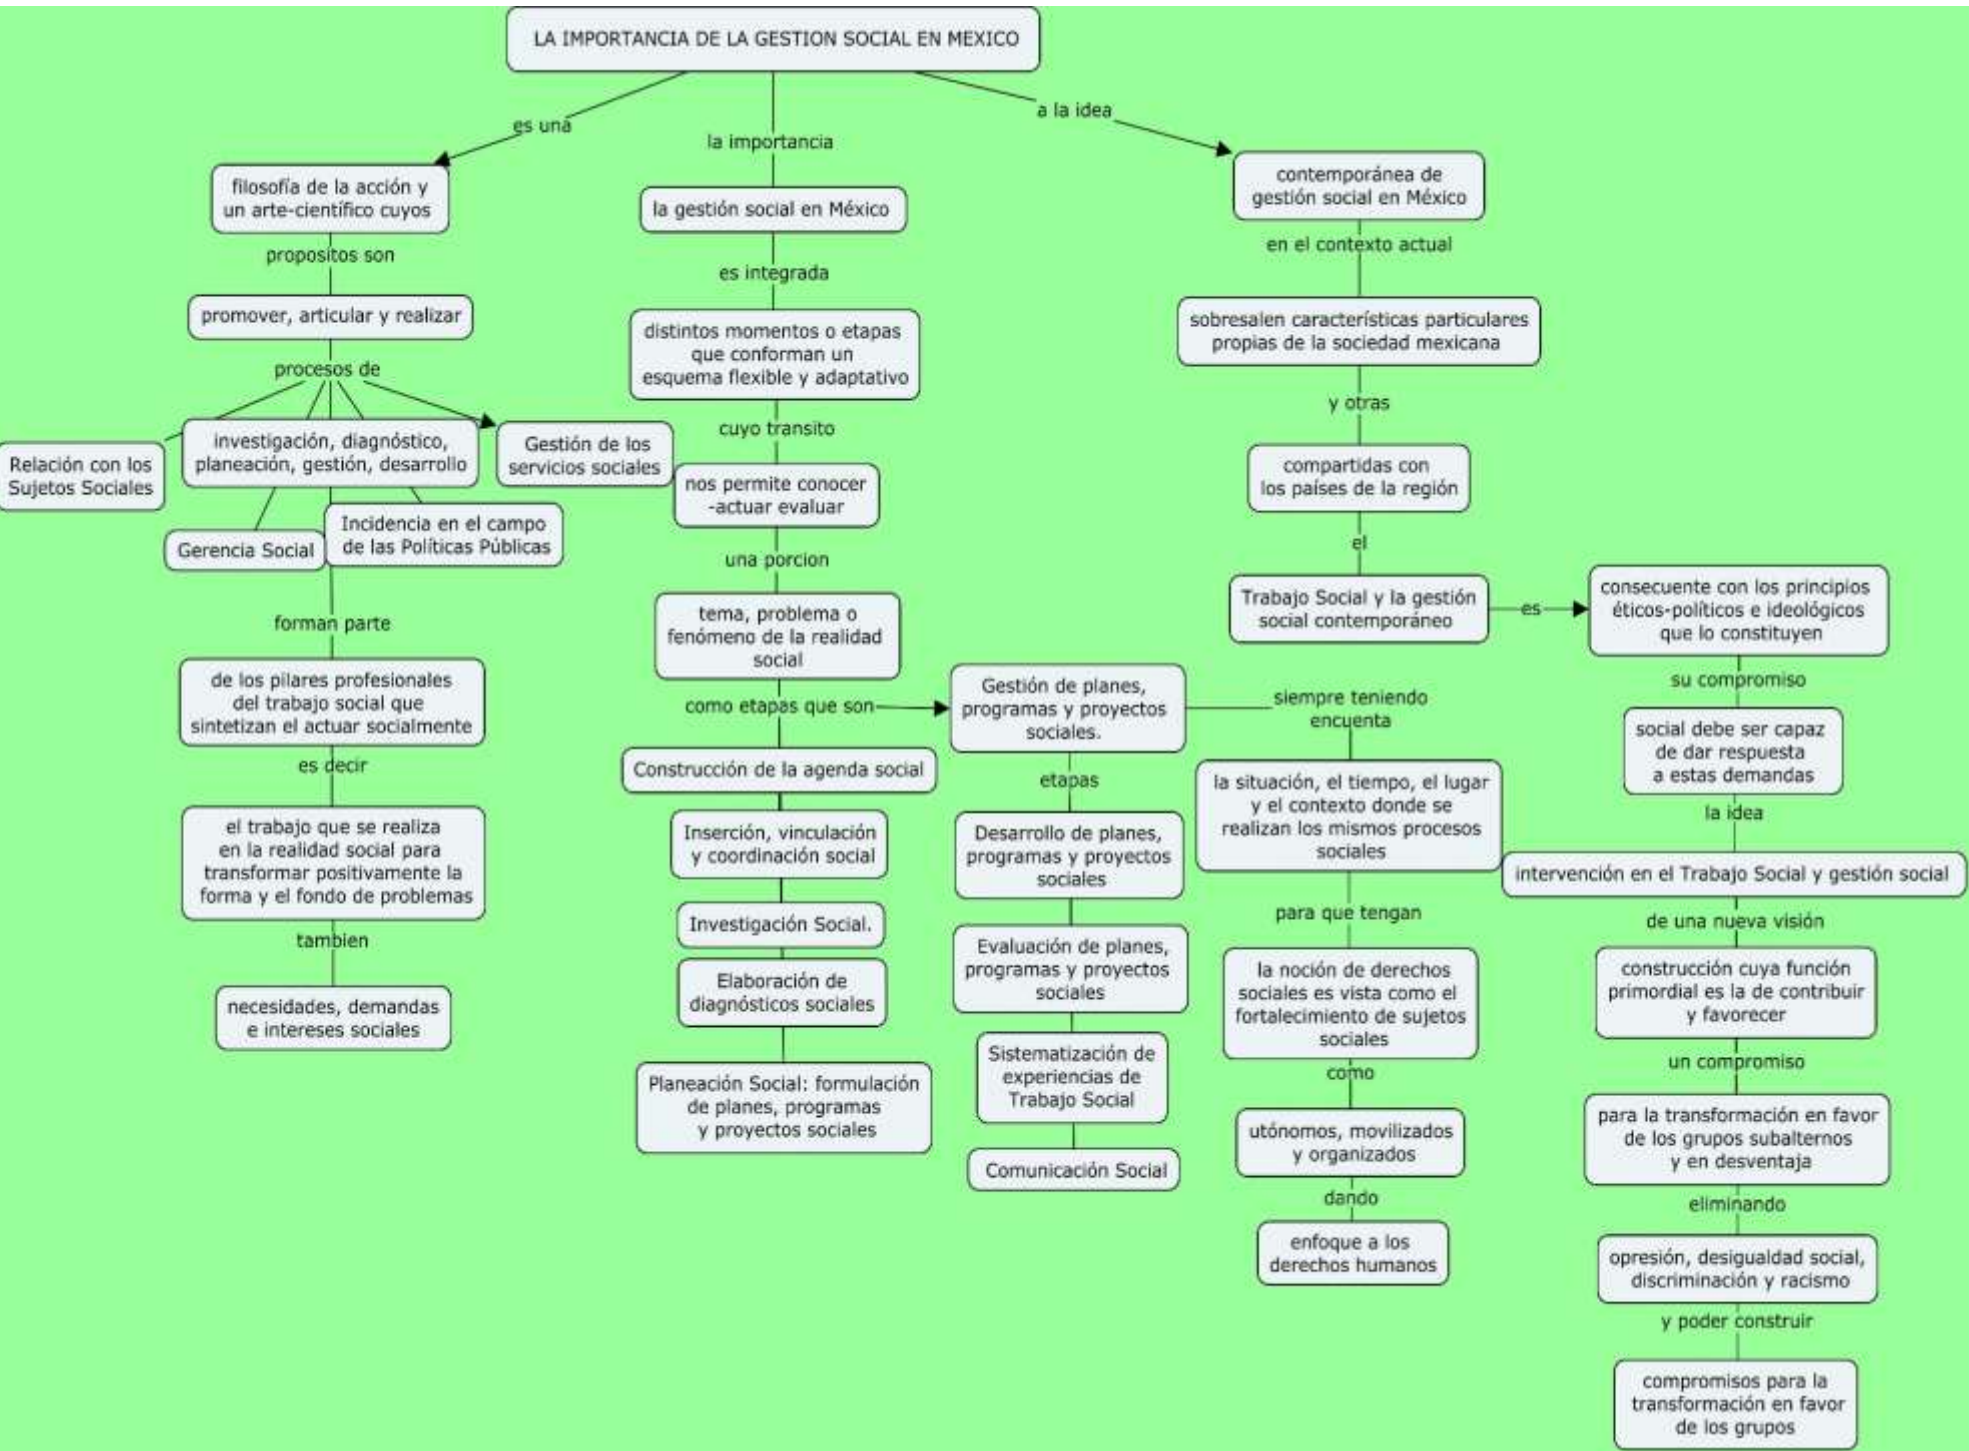 LA IMPORTANCIA DE LA GESTION SOCIAL EN MEXICO
es una
filosofía de la acción y
un arte-científico cuyos
propositos son
promover, articular y realizar
procesos de
Relación con los
Sujetos Sociales
investigación, diagnóstico,
planeación, gestión, desarrollo
Gestión de los
servicios sociales
Gerencia Social
Incidencia en el campo
de las Políticas Públicas
forman parte
de los pilares profesionales
del trabajo social que
sintetizan el actuar socialmente
es decir
el trabajo que se realiza
en la realidad social para
transformar positivamente la
forma y el fondo de problemas
tambien
necesidades, demandas
e intereses sociales
la importancia
la gestión social en México
es integrada
distintos momentos o etapas
que conforman un
esquema flexible y adaptativo
cuyo transito
nos permite conocer
-actuar evaluar
una porcion
tema, problema o
fenómeno de la realidad
social
como etapas que son
Construcción de la agenda social
Inserción, vinculación
y coordinación social
Investigación Social.
Elaboración de
diagnósticos sociales
Planeación Social: formulación
de planes, programas
y proyectos sociales
Gestión de planes,
programas y proyectos
sociales.
etapas
Desarrollo de planes,
programas y proyectos
sociales
Evaluación de planes,
programas y proyectos
sociales
Sistematización de
experiencias de
Trabajo Social
Comunicación Social
siempre teniendo
encuenta
la situación, el tiempo, el lugar
y el contexto donde se
realizan los mismos procesos
sociales
para que tengan
la noción de derechos
sociales es vista como el
fortalecimiento de sujetos
sociales
como
utónomos, movilizados
y organizados
dando
enfoque a los
derechos humanos
a la idea
contemporánea de
gestión social en México
en el contexto actual
sobresalen características particulares
propias de la sociedad mexicana
y otras
compartidas con
los países de la región
el
Trabajo Social y la gestión
social contemporáneo
es
consecuente con los principios
éticos-políticos e ideológicos
que lo constituyen
su compromiso
social debe ser capaz
de dar respuesta
a estas demandas
la idea
intervención en el Trabajo Social y gestión social
de una nueva visión
construcción cuya función
primordial es la de contribuir
y favorecer
un compromiso
para la transformación en favor
de los grupos subalternos
y en desventaja
eliminando
opresión, desigualdad social,
discriminación y racismo
y poder construir
compromisos para la
transformación en favor
de los grupos